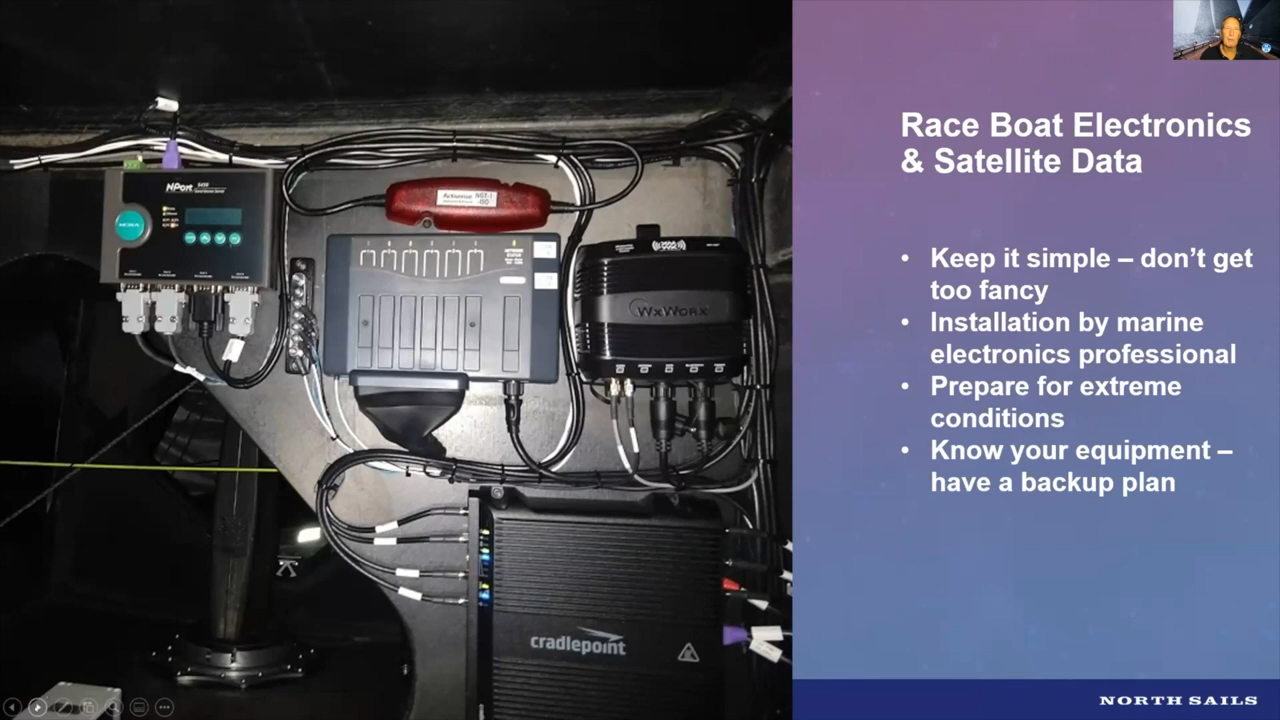 Race Boat Electronics
& Satellite Data
• Keep it simple – don’t get
too fancy
• Installation by marine
electronics professional
• Prepare for extreme
conditions
• Know your equipment –
have a backup plan
NPort
MOXA
Actisense NGT-1
WxWorx
cradlepoint
NORTH SAILS